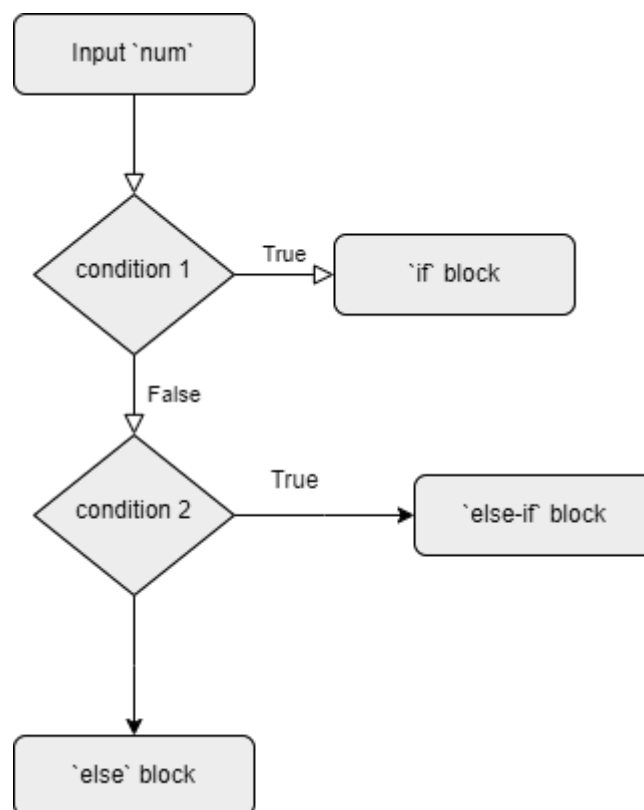 Input `num`
condition 1
True
`if` block
False
condition 2
True
`else-if` block
`else` block